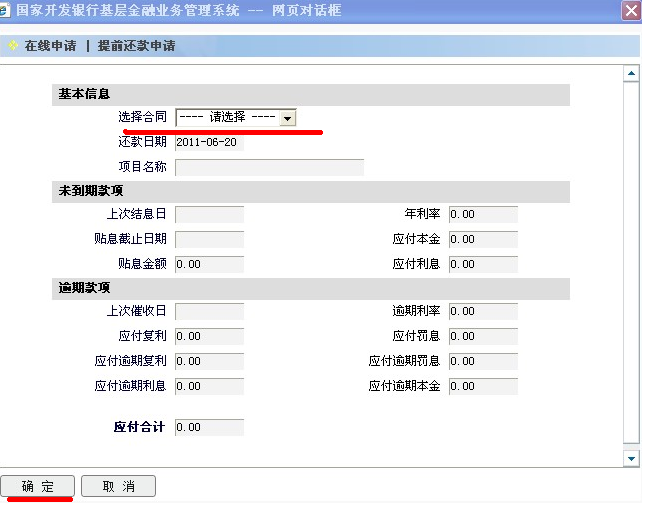 国家开发银行基层金融业务管理系统 -- 网页对话框
在线申请 | 提前还款申请
基本信息
选择合同 ---- 请选择 ----
还款日期 2011-06-20
项目名称
未到期款项
上次结息日 年利率 0.00
贴息截止日期 应付本金 0.00
贴息金额 0.00 应付利息 0.00
逾期款项
上次催收日 逾期利率 0.00
应付复利 0.00 应付罚息 0.00
应付逾期复利 0.00 应付逾期罚息 0.00
应付逾期利息 0.00 应付逾期本金 0.00
应付合计 0.00
确 定 取 消